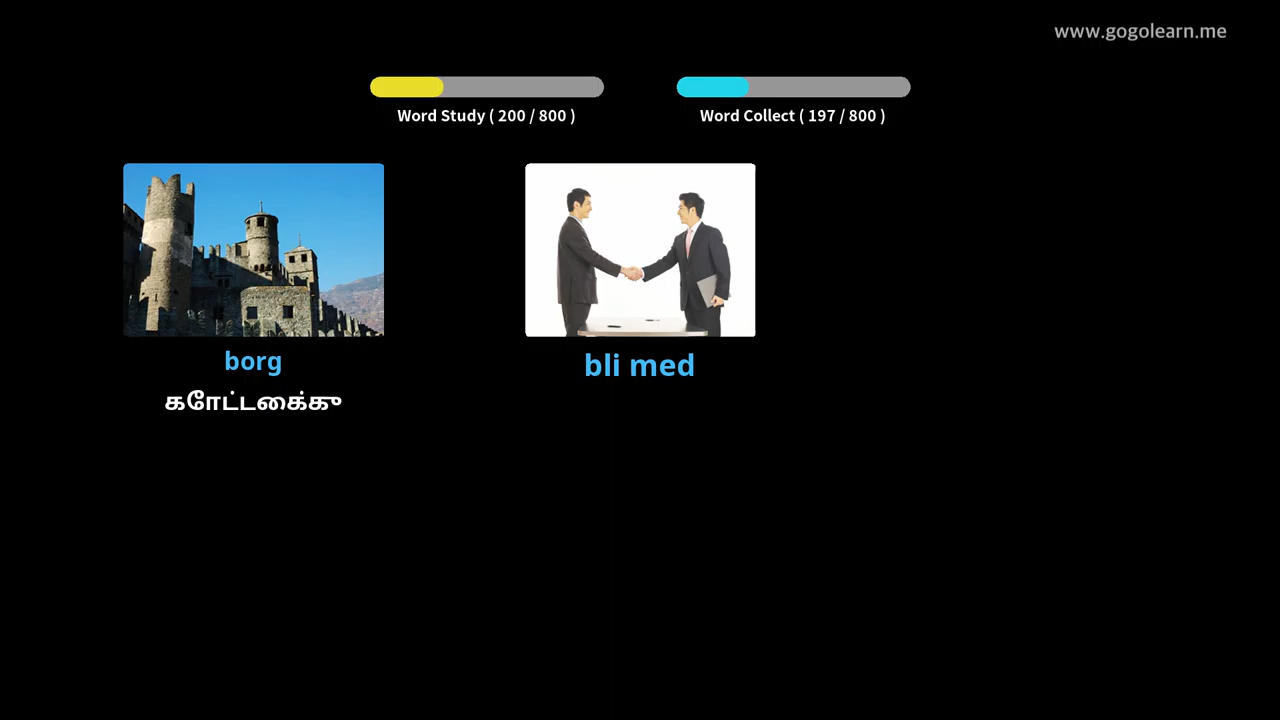 www.gogolearn.me
Word Study ( 200 / 800 )
Word Collect ( 197 / 800 )
borg
கோட்டைக்கு
bli med